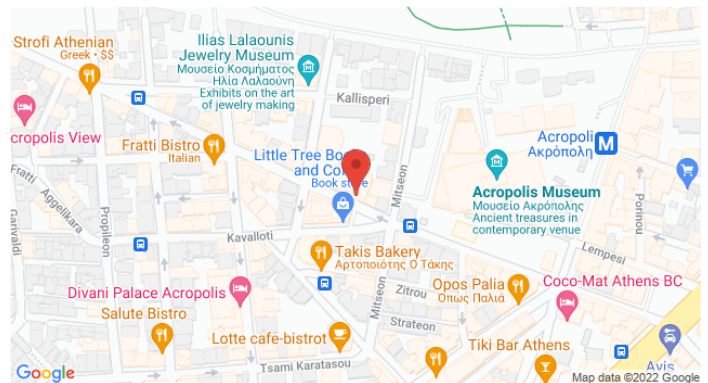 Strofi Athenian
Greek • $$
Ilias Lalaounis
Jewelry Museum
Μουσείο Κοσμήματος
Ηλία Λαλαούνη
Exhibits on the art
of jewelry making
Kallisperi
Acropolis View
Fratti Bistro
Italian
Little Tree Books
and Co
Book store
Mitseon
Acropoli
Ακρόπολη
M
Acropolis Museum
Μουσείο Ακρόπολης
Ancient treasures in
contemporary venue
Porinou
Fratti
Aggelikara
Garivaldi
Propileon
Kavalloti
Lempesi
Takis Bakery
Αρτοποιότης Ο Τάκης
Divani Palace Acropolis
Mitseon
Zitrou
Opos Palia
Όπως Παλιά
Coco-Mat Athens BC
Salute Bistro
Lotte cafe-bistrot
Strateon
Tiki Bar Athens
Avis
Tsami Karatasou
Google
Map data ©2022 Google